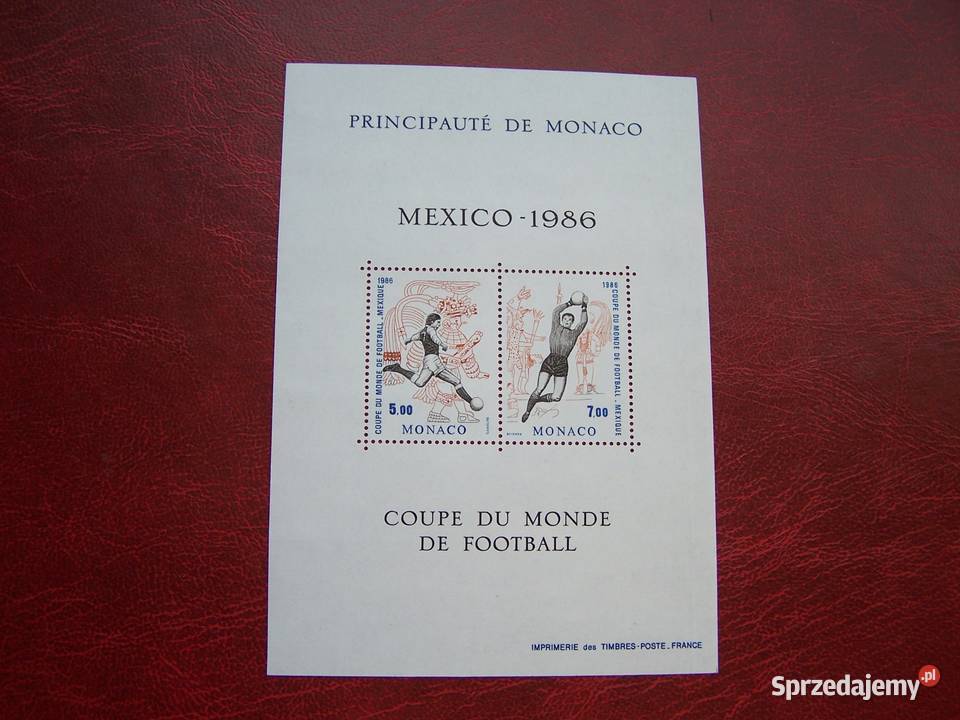 PRINCIPAUTÉ DE MONACO
MEXICO - 1986
1986
COUPE DU MONDE DE FOOTBALL - MEXIQUE
5.00
MONACO
1986
COUPE DU MONDE DE FOOTBALL - MEXIQUE
7.00
MONACO
COUPE DU MONDE
DE FOOTBALL
IMPRIMERIE des TIMBRES-POSTE - FRANCE
Sprzedajemy.pl